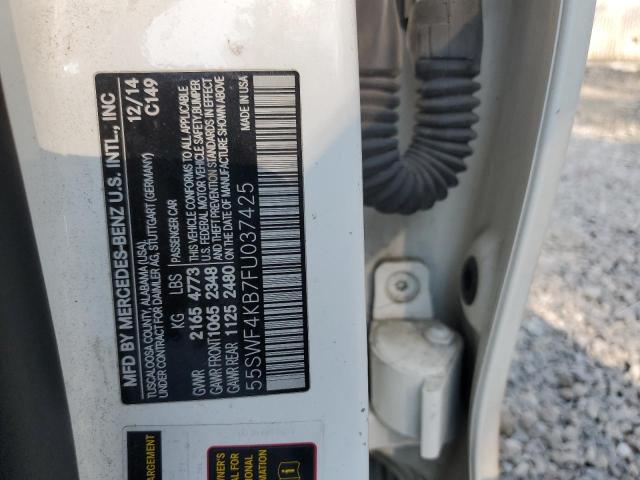 MFD BY MERCEDES-BENZ U.S. INTL., INC
TUSCALOOSA COUNTY, ALABAMA (USA) 12/14
CONTRACT FOR DAIMLER AG, STUTTGART (GERMANY) C149
KG LBS PASSENGER CAR
GVWR 2165 4773 THIS VEHICLE CONFORMS TO ALL APPLICABLE
GAWR FRONT 1065 2348 U.S. FEDERAL MOTOR VEHICLE SAFETY, BUMPER
GAWR REAR 1125 2480 AND THEFT PREVENTION STANDARDS IN EFFECT
ON THE DATE OF MANUFACTURE SHOWN ABOVE
55SWF4KB7FU037425 MADE IN USA